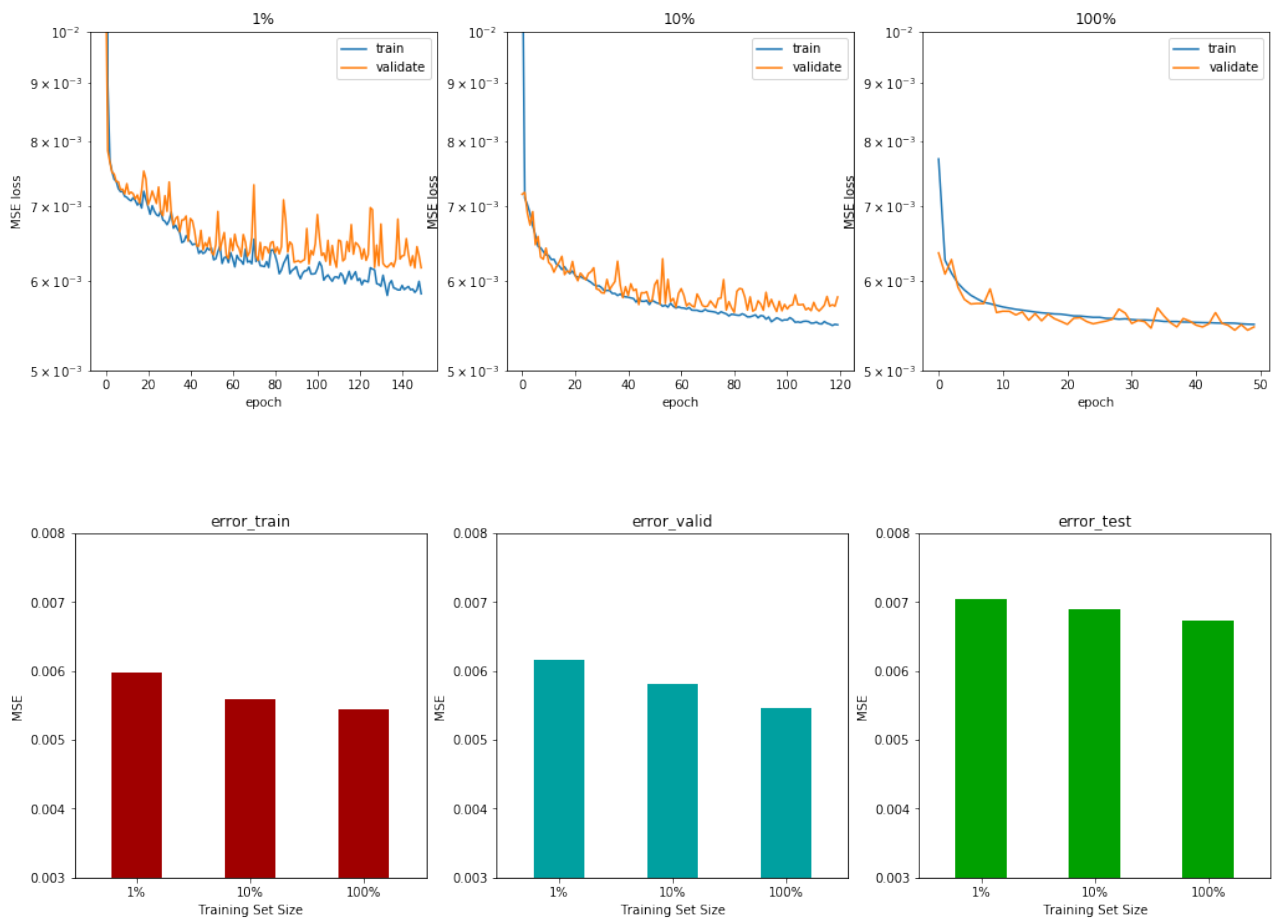 1%
10%
100%
train
validate
train
validate
train
validate
10⁻²
9 × 10⁻³
8 × 10⁻³
7 × 10⁻³
6 × 10⁻³
5 × 10⁻³
MSE loss
0 20 40 60 80 100 120 140
epoch
10⁻²
9 × 10⁻³
8 × 10⁻³
7 × 10⁻³
6 × 10⁻³
5 × 10⁻³
MSE loss
0 20 40 60 80 100 120
epoch
10⁻²
9 × 10⁻³
8 × 10⁻³
7 × 10⁻³
6 × 10⁻³
5 × 10⁻³
MSE loss
0 10 20 30 40 50
epoch
error_train
0.008
0.007
0.006
0.005
0.004
0.003
MSE
1% 10% 100%
Training Set Size
error_valid
0.008
0.007
0.006
0.005
0.004
0.003
MSE
1% 10% 100%
Training Set Size
error_test
0.008
0.007
0.006
0.005
0.004
0.003
MSE
1% 10% 100%
Training Set Size